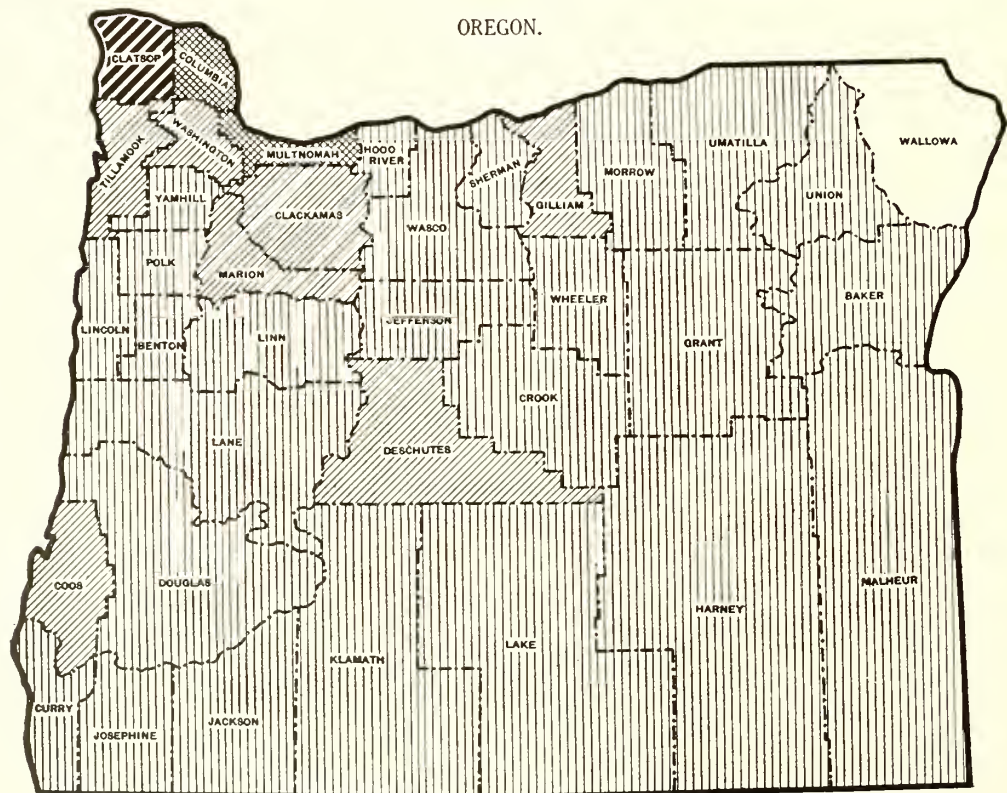 OREGON.
CLATSOP
COLUMBIA
TILLAMOOK
WASHINGTON
MULTNOMAH
HOOD
RIVER
SHERMAN
GILLIAM
MORROW
UMATILLA
UNION
WALLOWA
YAMHILL
CLACKAMAS
WASCO
POLK
MARION
LINCOLN
BENTON
LINN
JEFFERSON
WHEELER
GRANT
BAKER
LANE
DESCHUTES
CROOK
COOS
DOUGLAS
KLAMATH
LAKE
HARNEY
MALHEUR
CURRY
JOSEPHINE
JACKSON